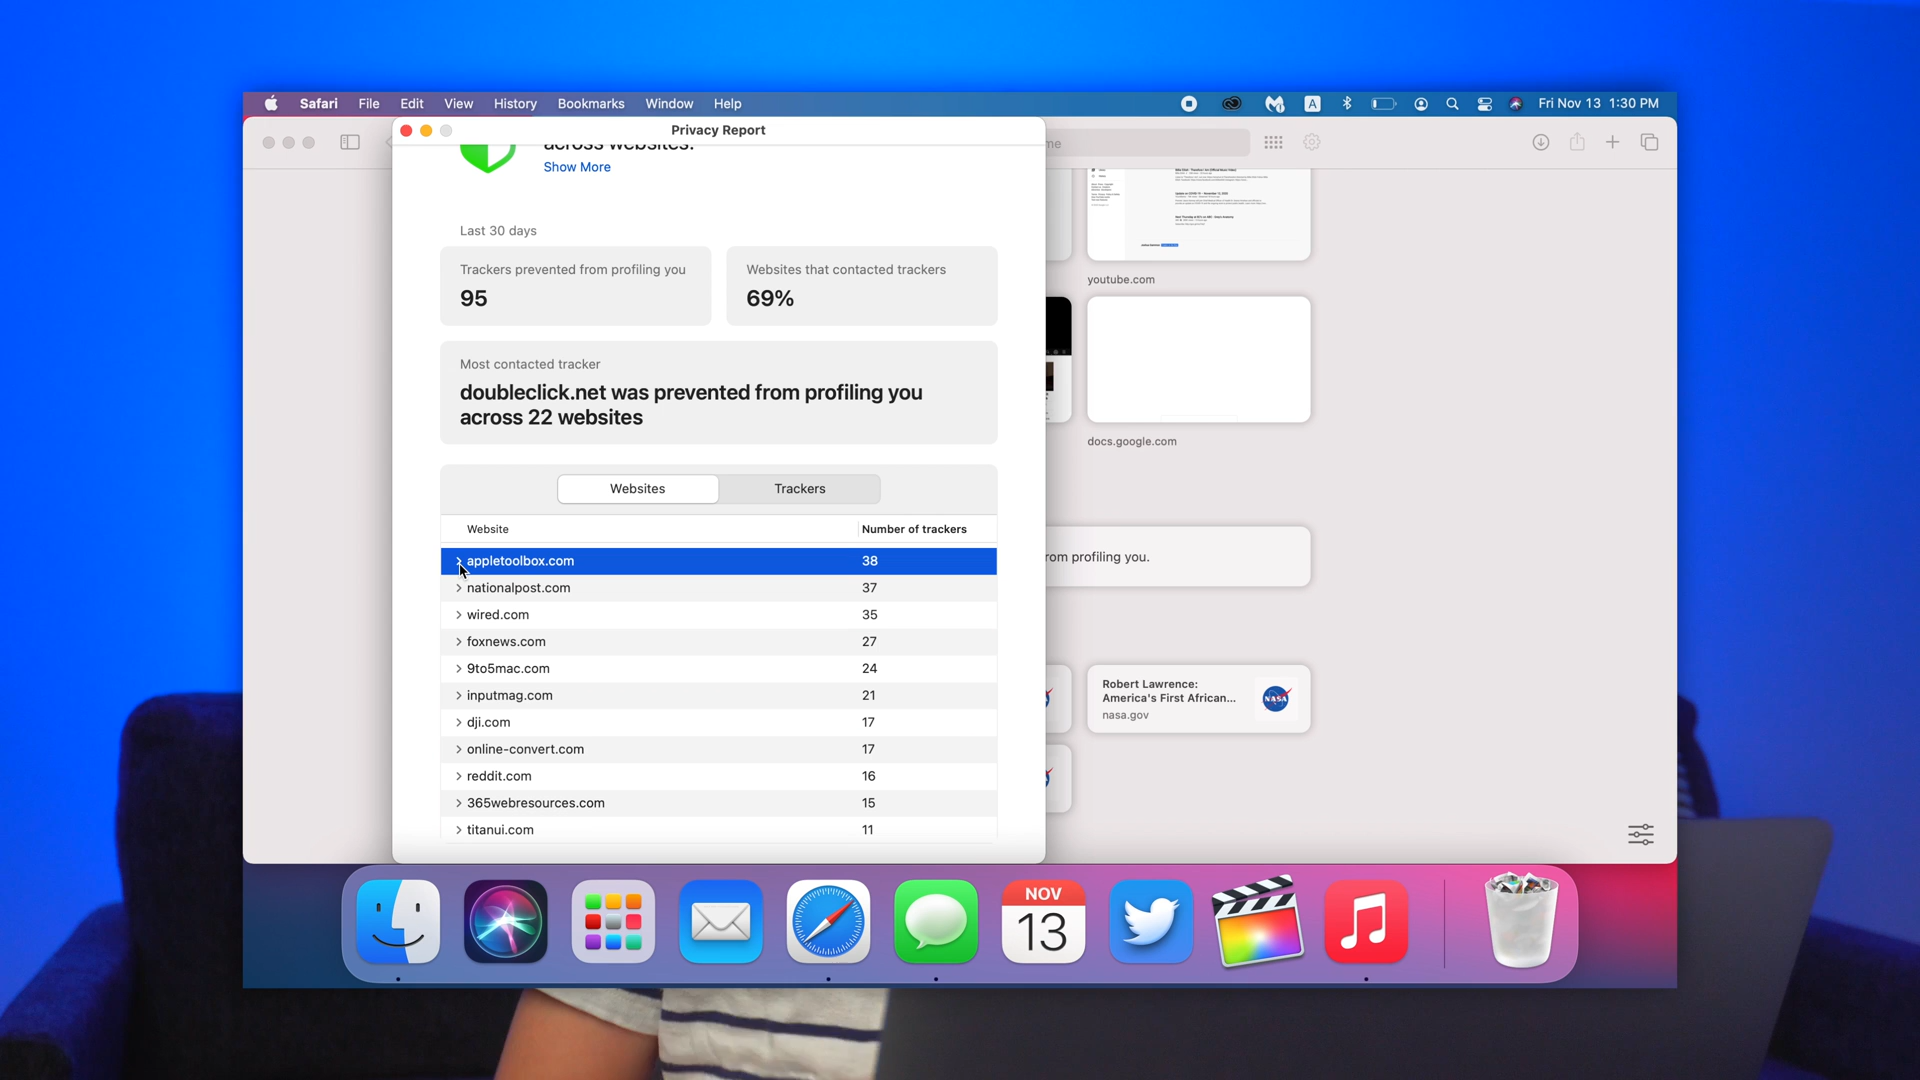 Safari File Edit View History Bookmarks Window Help
A
Fri Nov 13 1:30 PM
Privacy Report
across websites.
Show More
me
Last 30 days
Trackers prevented from profiling you
95
Websites that contacted trackers
69%
youtube.com
Most contacted tracker
doubleclick.net was prevented from profiling you
across 22 websites
docs.google.com
Websites
Trackers
Website
Number of trackers
appletoolbox.com 38
nationalpost.com 37
wired.com 35
foxnews.com 27
9to5mac.com 24
inputmag.com 21
dji.com 17
online-convert.com 17
reddit.com 16
365webresources.com 15
titanui.com 11
rom profiling you.
Robert Lawrence:
America's First African...
nasa.gov
NASA
NOV
13